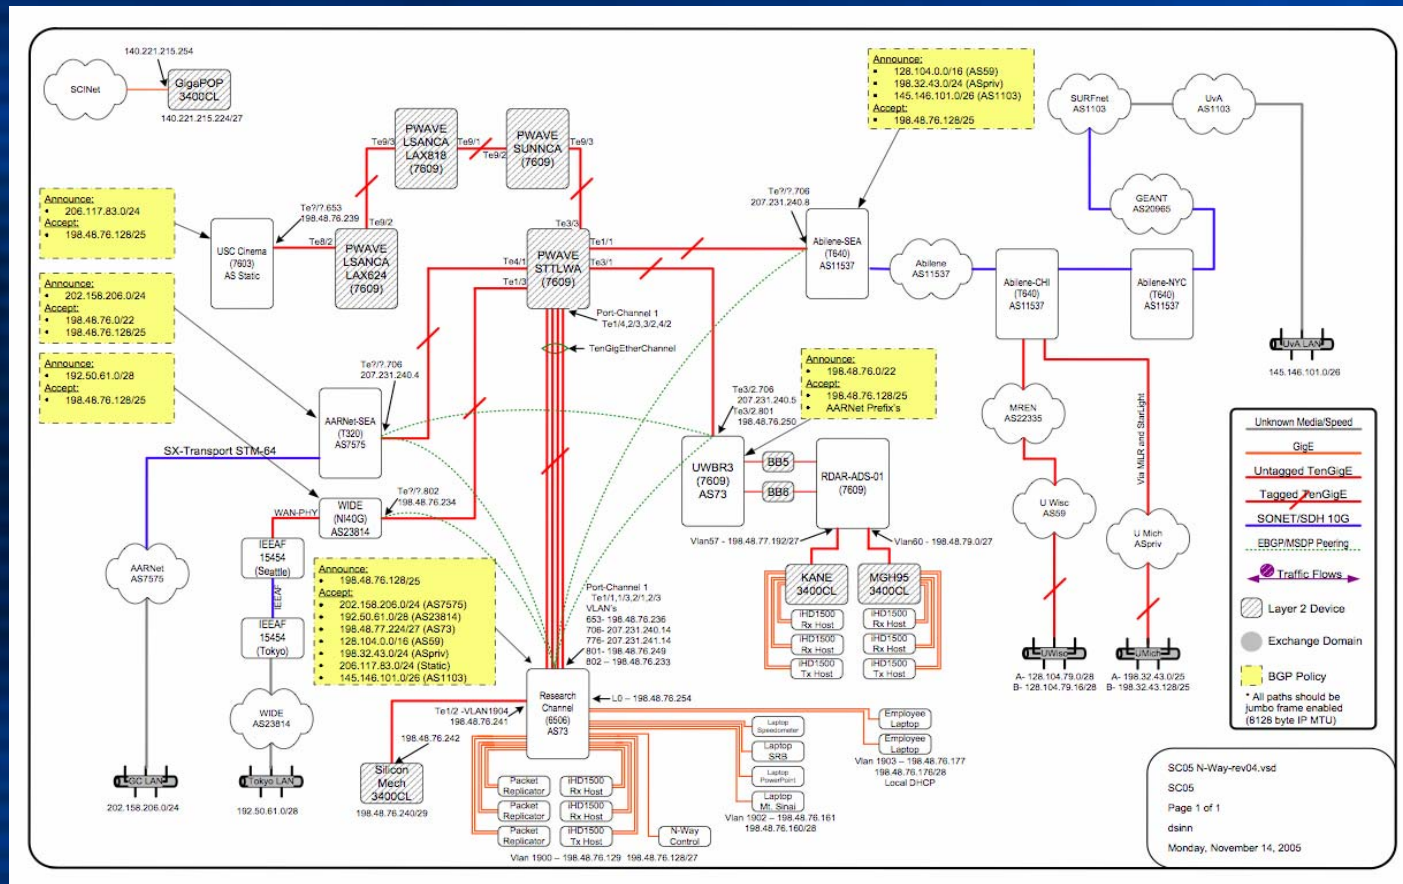 140.221.215.254
SCINet
GigaPOP
3400CL
140.221.215.224/27
PWAVE
LSANCA
LAX818
(7609)
Te9/3
Te9/1
Te9/2
PWAVE
SUNNCA
(7609)
Te9/3
Announce:
128.104.0.0/16 (AS59)
198.32.43.0/24 (ASpriv)
145.146.101.0/26 (AS1103)
Accept:
198.48.76.128/25
SURFnet
AS1103
UvA
AS1103
GEANT
AS20965
Announce:
206.117.83.0/24
Accept:
198.48.76.128/25
USC Cinema
(7603)
AS Static
Te?/?.653
198.48.76.239
Te8/2
Te9/2
PWAVE
LSANCA
LAX624
(7609)
Te3/3
PWAVE
STTLWA
(7609)
Te1/1
Te3/1
Te4/1
Te1/3
Te?/?.706
207.231.240.8
Abilene-SEA
(T640)
AS11537
Abilene
AS11537
Abilene-CHI
(T640)
AS11537
Abilene-NYC
(T640)
AS11537
Announce:
202.158.206.0/24
Accept:
198.48.76.0/22
198.48.76.128/25
Port-Channel 1
Te1/4,2/3,3/2,4/2
TenGigEtherChannel
Announce:
192.50.61.0/28
Accept:
198.48.76.128/25
Te?/?.706
207.231.240.4
AARNet-SEA
(T320)
AS7575
SX-Transport STM-64
Announce:
198.48.76.0/22
Accept:
198.48.76.128/25
AARNet Prefix's
Te3/2.706
207.231.240.5
Te3/2.801
198.48.76.250
UvA LAN
145.146.101.0/26
MREN
AS22335
Via MILR and StarLight
UWBR3
(7609)
AS73
BB5
BB6
RDAR-ADS-01
(7609)
Te?/?.802
198.48.76.234
WAN-PHY
WIDE
(NI40G)
AS23814
U Wisc
AS59
U Mich
ASpriv
Vlan57 - 198.48.77.192/27
Vlan60 - 198.48.79.0/27
IEEAF
15454
(Seattle)
IEEAF
IEEAF
15454
(Tokyo)
AARNet
AS7575
WIDE
AS23814
KANE
3400CL
MGH95
3400CL
iHD1500
Rx Host
iHD1500
Rx Host
iHD1500
Tx Host
iHD1500
Rx Host
iHD1500
Rx Host
iHD1500
Tx Host
Announce:
198.48.76.128/25
Accept:
202.158.206.0/24 (AS7575)
192.50.61.0/28 (AS23814)
198.48.77.224/27 (AS73)
128.104.0.0/16 (AS59)
198.32.43.0/24 (ASpriv)
206.117.83.0/24 (Static)
145.146.101.0/26 (AS1103)
Port-Channel 1
Te1/1,1/3,2/1,2/3
VLAN's
653- 198.48.76.236
706- 207.231.240.14
776- 207.231.241.14
801- 198.48.76.249
802 – 198.48.76.233
UWisc
A- 128.104.79.0/28
B- 128.104.79.16/28
UMich
A- 198.32.43.0/25
B- 198.32.43.128/25
Research
Channel
(6506)
AS73
L0 – 198.48.76.254
Te1/2 -VLAN1904
198.48.76.241
198.48.76.242
Silicon
Mech
3400CL
198.48.76.240/29
GC LAN
202.158.206.0/24
Tokyo LAN
192.50.61.0/28
Packet
Replicator
Packet
Replicator
Packet
Replicator
iHD1500
Rx Host
iHD1500
Rx Host
iHD1500
Tx Host
N-Way
Control
Vlan 1900 – 198.48.76.129 198.48.76.128/27
Laptop
Speedometer
Laptop
SRB
Laptop
PowerPoint
Laptop
Mt. Sinai
Vlan 1902 – 198.48.76.161
198.48.76.160/28
Employee
Laptop
Employee
Laptop
Vlan 1903 – 198.48.76.177
198.48.76.176/28
Local DHCP
Unknown Media/Speed
GigE
Untagged TenGigE
Tagged TenGigE
SONET/SDH 10G
EBGP/MSDP Peering
Traffic Flows
Layer 2 Device
Exchange Domain
BGP Policy
* All paths should be
jumbo frame enabled
(8128 byte IP MTU)
SC05 N-Way-rev04.vsd
SC05
Page 1 of 1
dsinn
Monday, November 14, 2005